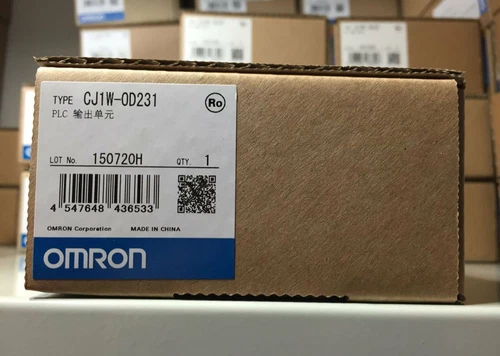 TYPE CJ1W-OD231
Ro
PLC 输出单元
LOT No. 150720H QTY. 1
4 547648 436533
OMRON Corporation MADE IN CHINA
OMRON